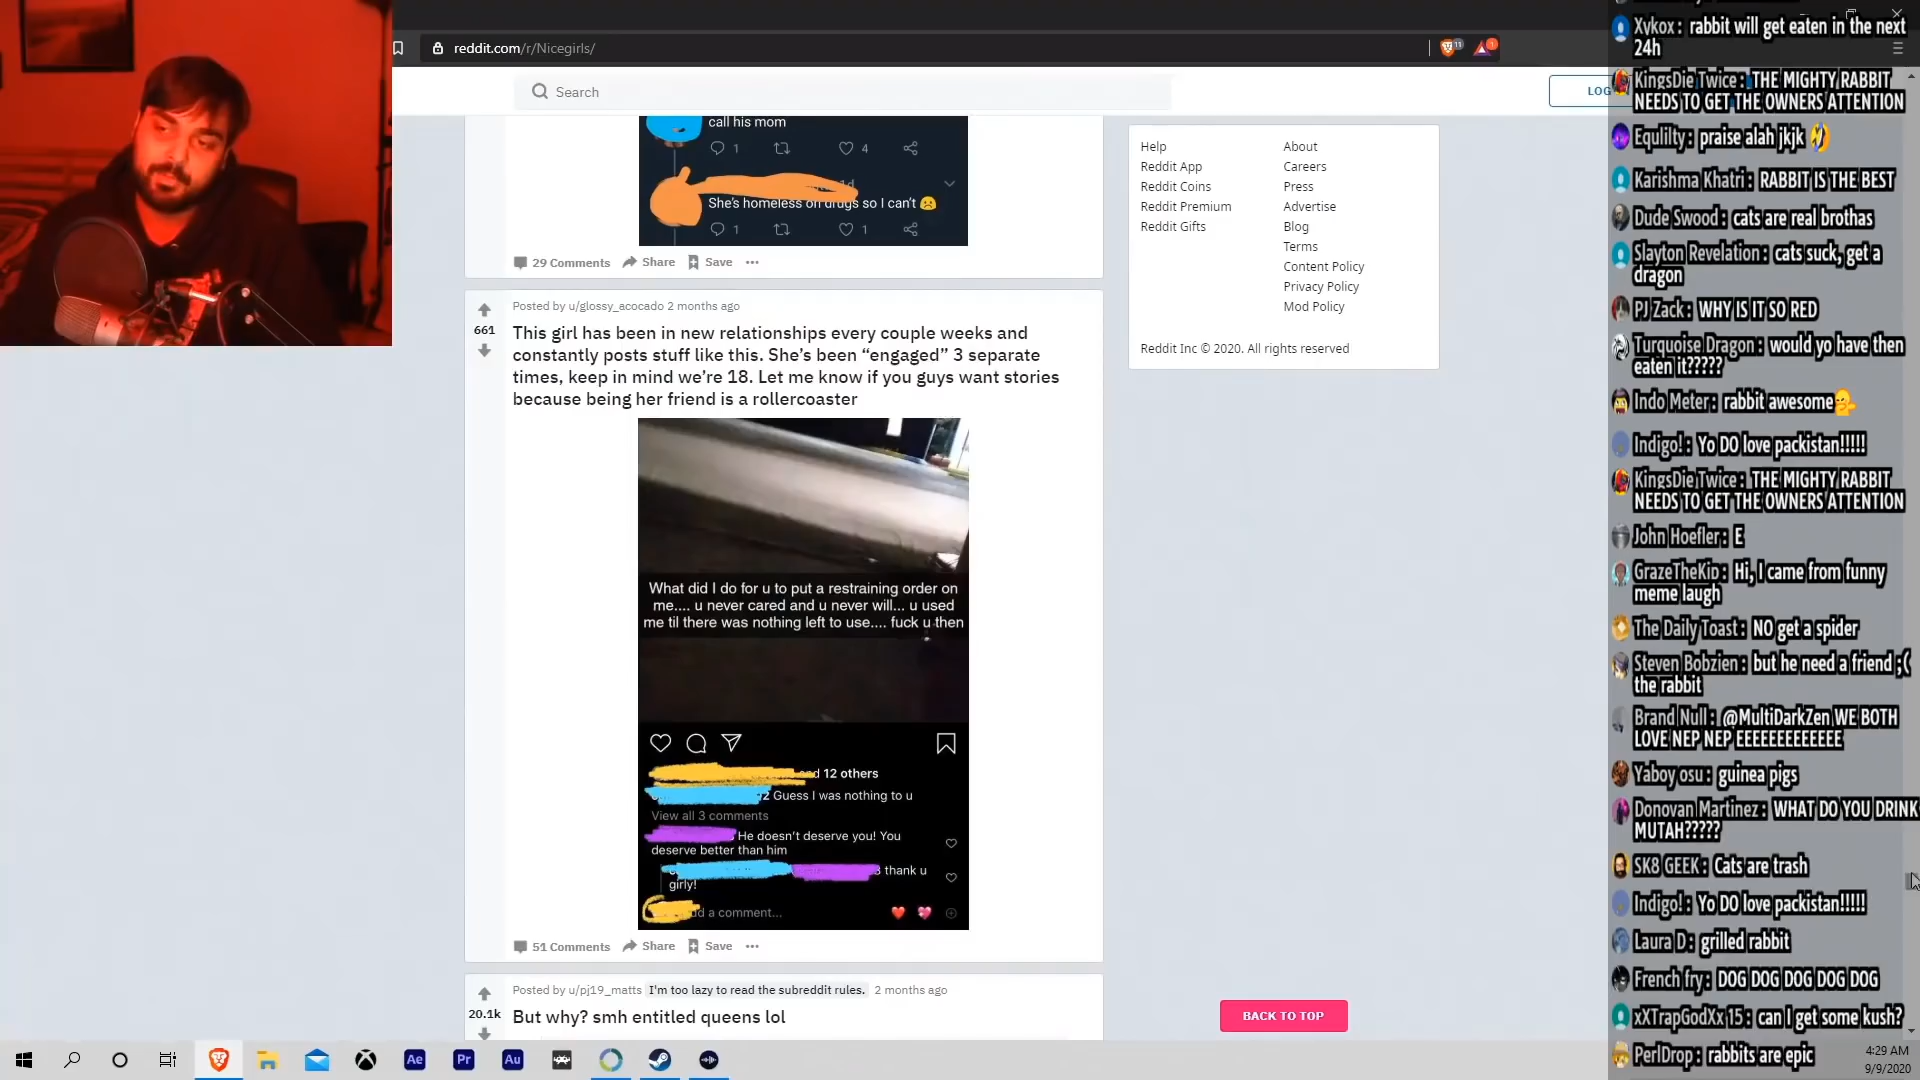 reddit.com/r/Nicegirls/
Search
LOG
call his mom
1
4
1d
She's homeless on drugs so I can't
1
1
29 Comments Share Save
Help
About
Reddit App
Careers
Reddit Coins
Press
Reddit Premium
Advertise
Reddit Gifts
Blog
Terms
Content Policy
Privacy Policy
Mod Policy
Reddit Inc © 2020. All rights reserved
Posted by u/glossy_acocado 2 months ago
661
This girl has been in new relationships every couple weeks and
constantly posts stuff like this. She's been “engaged” 3 separate
times, keep in mind we're 18. Let me know if you guys want stories
because being her friend is a rollercoaster
What did I do for u to put a restraining order on
me.... u never cared and u never will... u used
me til there was nothing left to use.... fuck u then
12 others
2 Guess I was nothing to u
View all 3 comments
He doesn't deserve you! You
deserve better than him
3 thank u
girly!
d a comment...
51 Comments Share Save
Posted by u/pj19_matts I'm too lazy to read the subreddit rules. 2 months ago
20.1k
But why? smh entitled queens lol
BACK TO TOP
Xykox : rabbit will get eaten in the next
24h
KingsDie Twice : THE MIGHTY RABBIT
NEEDS TO GET THE OWNERS ATTENTION
Equlilty : praise alah jkjk 🤣
Karishma Khatri : RABBIT IS THE BEST
Dude Swood : cats are real brothas
Slayton Revelation : cats suck, get a
dragon
PJ Zack : WHY IS IT SO RED
Turquoise Dragon : would yo have then
eaten it?????
Indo Meter : rabbit awesome
Indigo! : Yo DO love packistan!!!!!
KingsDie Twice : THE MIGHTY RABBIT
NEEDS TO GET THE OWNERS ATTENTION
John Hoefler : E
GrazeTheKip : Hi, I came from funny
meme laugh
The Daily Toast : NO get a spider
Steven Bobzien : but he need a friend ;(
the rabbit
Brand Null : @MultiDarkZen WE BOTH
LOVE NEP NEP EEEEEEEEEEEEE
Yaboy osu : guinea pigs
Donovan Martinez : WHAT DO YOU DRINK
MUTAH?????
SK8 GEEK : Cats are trash
Indigo! : Yo DO love packistan!!!!!
Laura D : grilled rabbit
French fry : DOG DOG DOG DOG DOG
xXTrapGodXx 15 : can I get some kush?
PerlDrop : rabbits are epic
Ae
Pr
Au
4:29 AM
9/9/2020